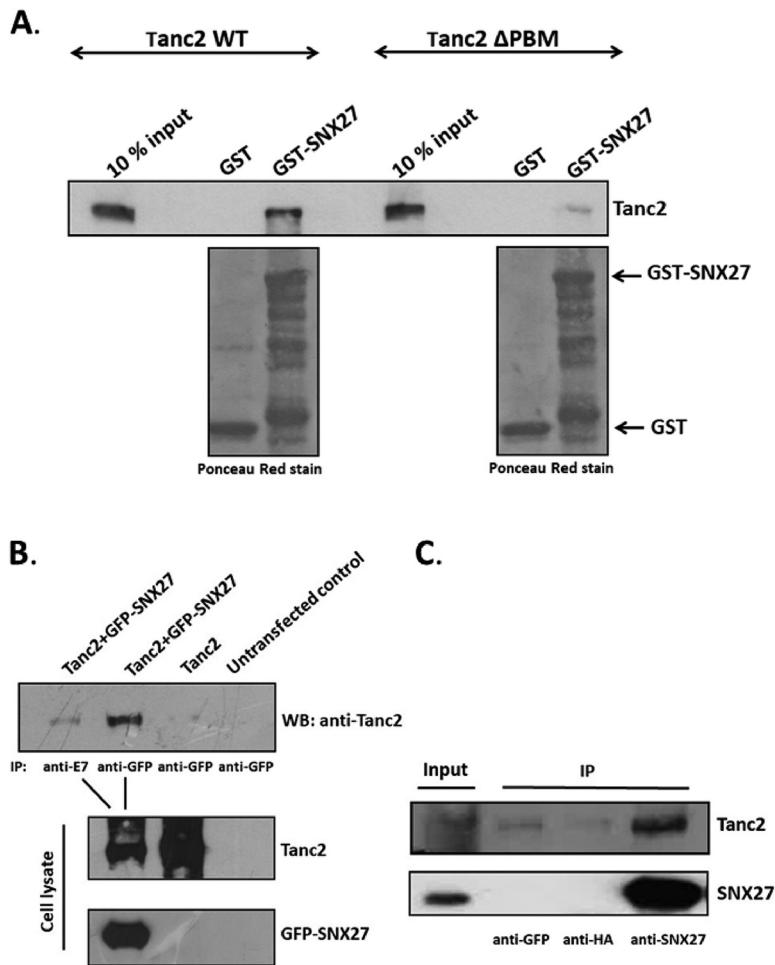 A.
Tanc2 WT
Tanc2 ΔPBM
10 % input
GST
GST-SNX27
10 % input
GST
GST-SNX27
Tanc2
GST-SNX27
GST
Ponceau Red stain
Ponceau Red stain
B.
Tanc2+GFP-SNX27
Tanc2+GFP-SNX27
Tanc2
Untransfected control
WB: anti-Tanc2
IP: anti-E7 anti-GFP anti-GFP anti-GFP
Cell lysate
Tanc2
GFP-SNX27
C.
Input
IP
Tanc2
SNX27
anti-GFP anti-HA anti-SNX27